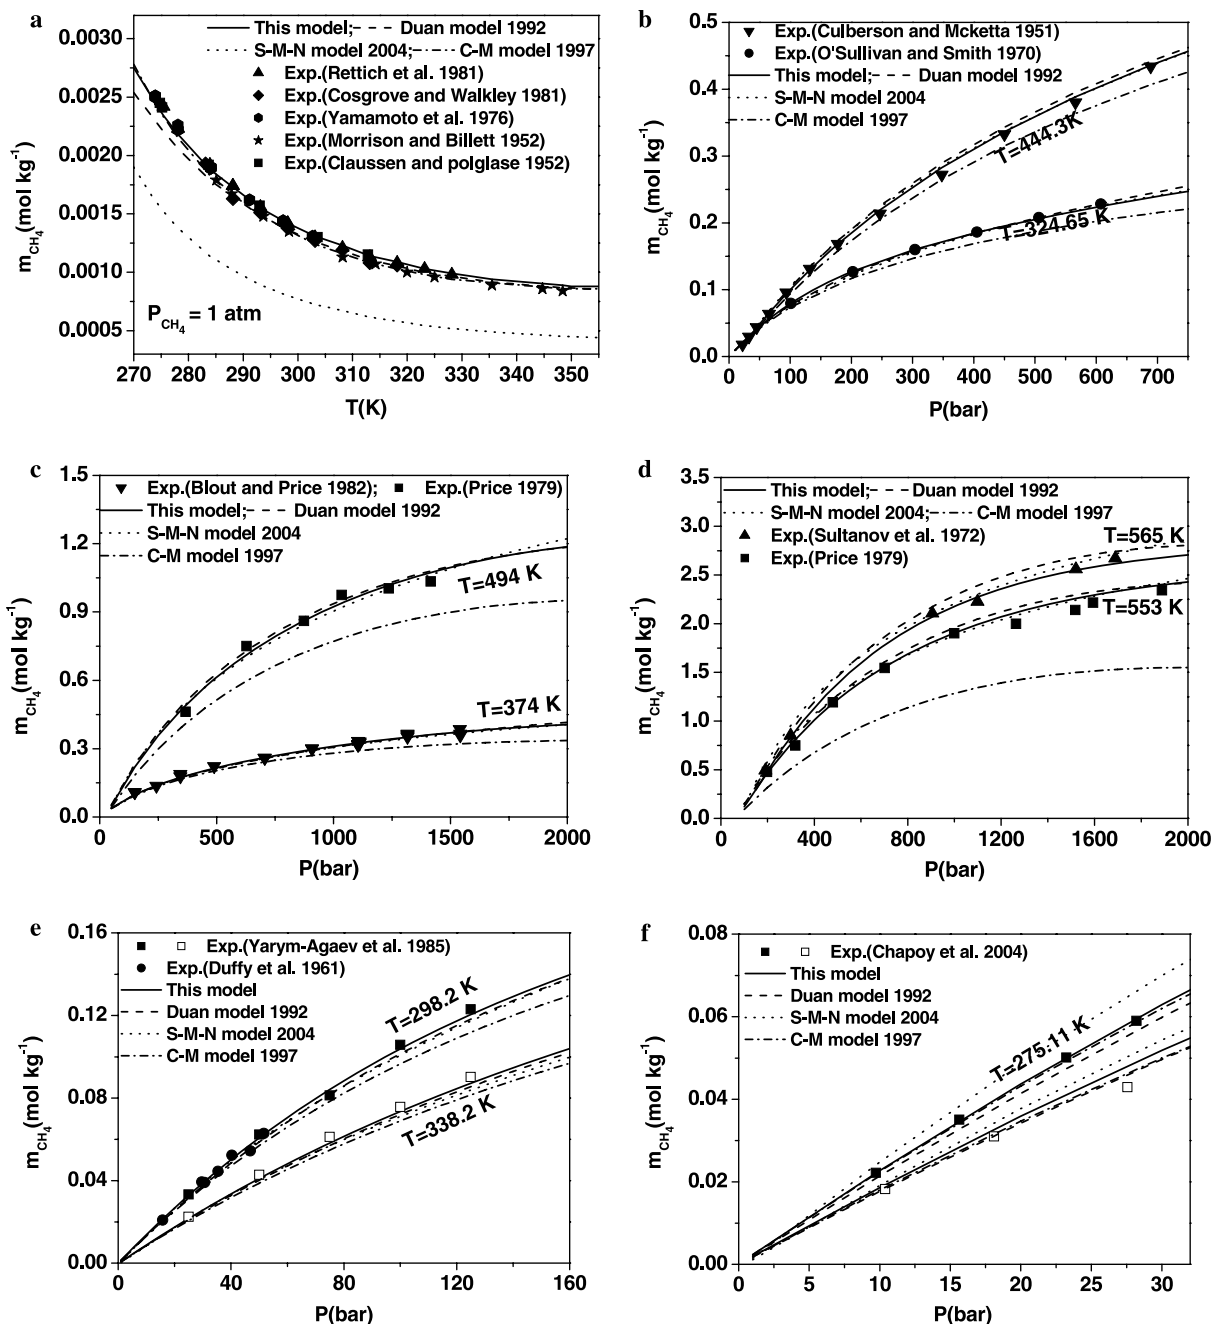 a
0.0030
0.0025
0.0020
0.0015
0.0010
0.0005
This model; Duan model 1992
S-M-N model 2004; C-M model 1997
Exp.(Rettich et al. 1981)
Exp.(Cosgrove and Walkley 1981)
Exp.(Yamamoto et al. 1976)
Exp.(Morrison and Billett 1952)
Exp.(Claussen and polglase 1952)
P_CH4 = 1 atm
m_CH4(mol kg⁻¹)
270 280 290 300 310 320 330 340 350
T(K)
b
0.5
0.4
0.3
0.2
0.1
0.0
Exp.(Culberson and Mcketta 1951)
Exp.(O'Sullivan and Smith 1970)
This model; Duan model 1992
S-M-N model 2004
C-M model 1997
T=444.3K
T=324.65 K
m_CH4(mol kg⁻¹)
0 100 200 300 400 500 600 700
P(bar)
c
1.5
1.2
0.9
0.6
0.3
0.0
Exp.(Blout and Price 1982); Exp.(Price 1979)
This model; Duan model 1992
S-M-N model 2004
C-M model 1997
T=494 K
T=374 K
m_CH4(mol kg⁻¹)
0 500 1000 1500 2000
P(bar)
d
3.5
3.0
2.5
2.0
1.5
1.0
0.5
0.0
This model; Duan model 1992
S-M-N model 2004; C-M model 1997
Exp.(Sultanov et al. 1972)
Exp.(Price 1979)
T=565 K
T=553 K
m_CH4(mol kg⁻¹)
0 400 800 1200 1600 2000
P(bar)
e
0.16
0.12
0.08
0.04
0.00
Exp.(Yarym-Agaev et al. 1985)
Exp.(Duffy et al. 1961)
This model
Duan model 1992
S-M-N model 2004
C-M model 1997
T=298.2 K
T=338.2 K
m_CH4(mol kg⁻¹)
0 40 80 120 160
P(bar)
f
0.08
0.06
0.04
0.02
0.00
Exp.(Chapoy et al. 2004)
This model
Duan model 1992
S-M-N model 2004
C-M model 1997
T=275.11 K
m_CH4(mol kg⁻¹)
0 5 10 15 20 25 30
P(bar)